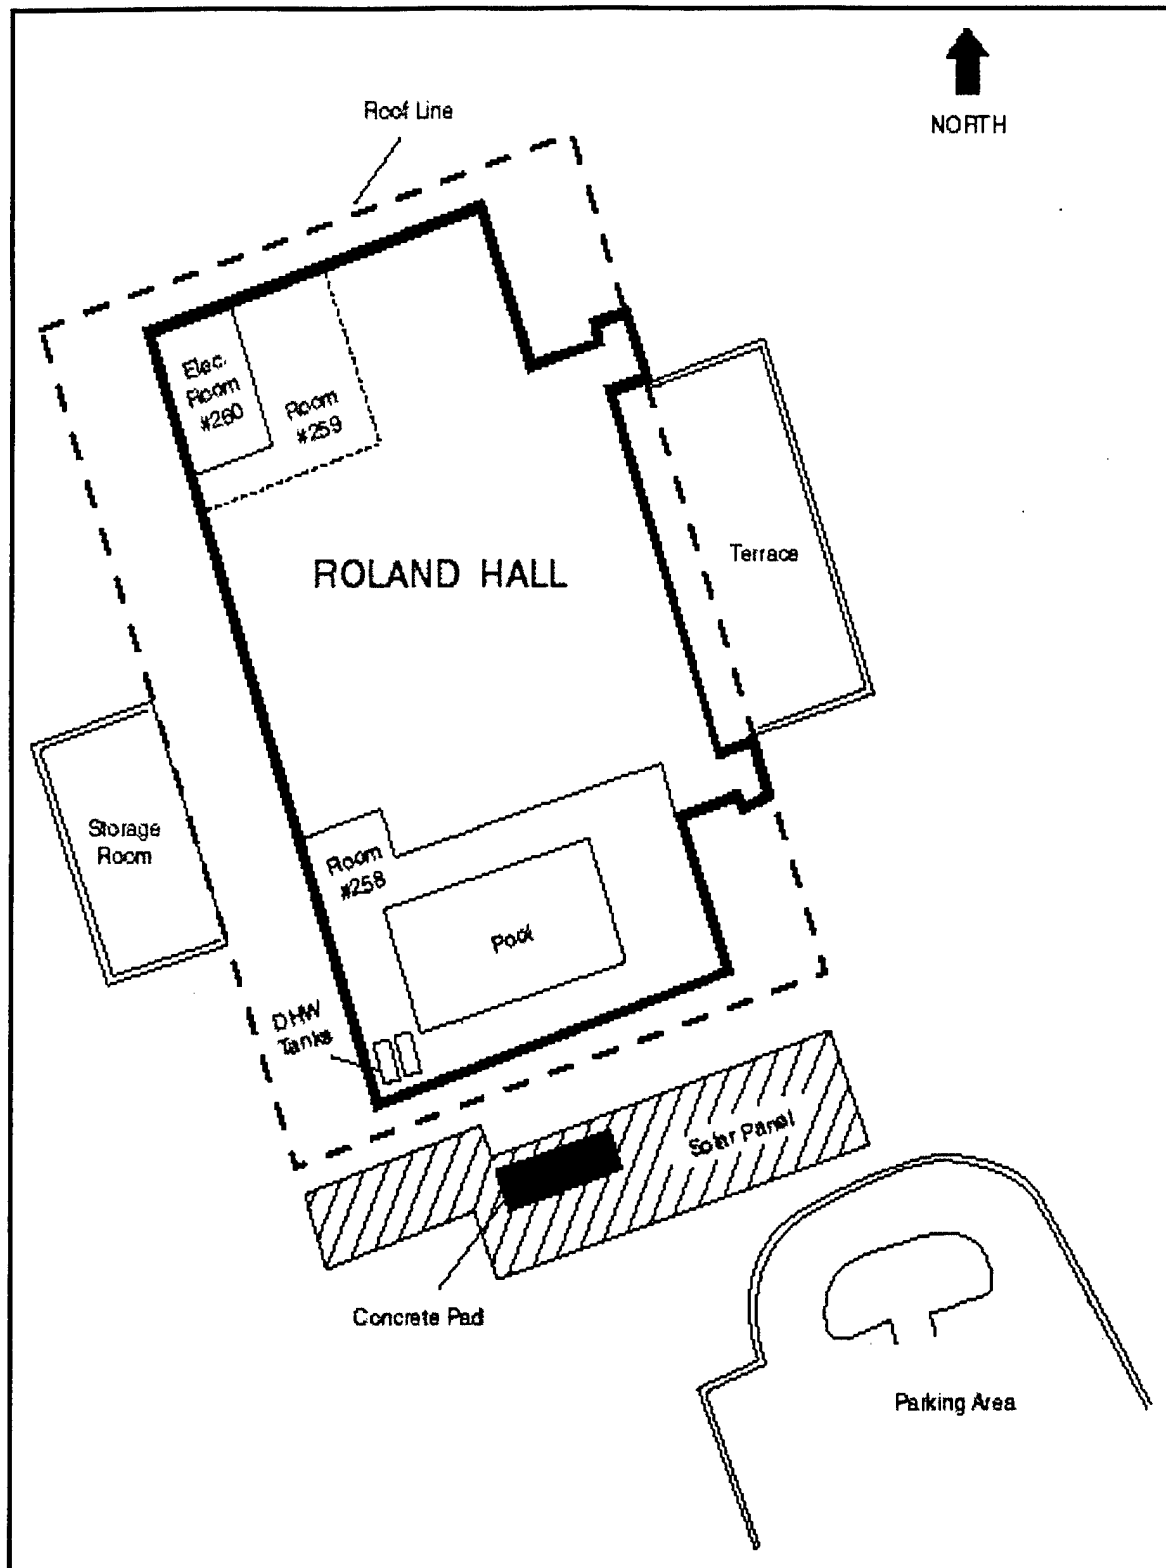 NORTH
Roof Line
Elec.
Room
#260
Room
#259
ROLAND HALL
Terrace
Storage
Room
Room
#258
Pool
DHW
Tanks
Solar Panel
Concrete Pad
Parking Area